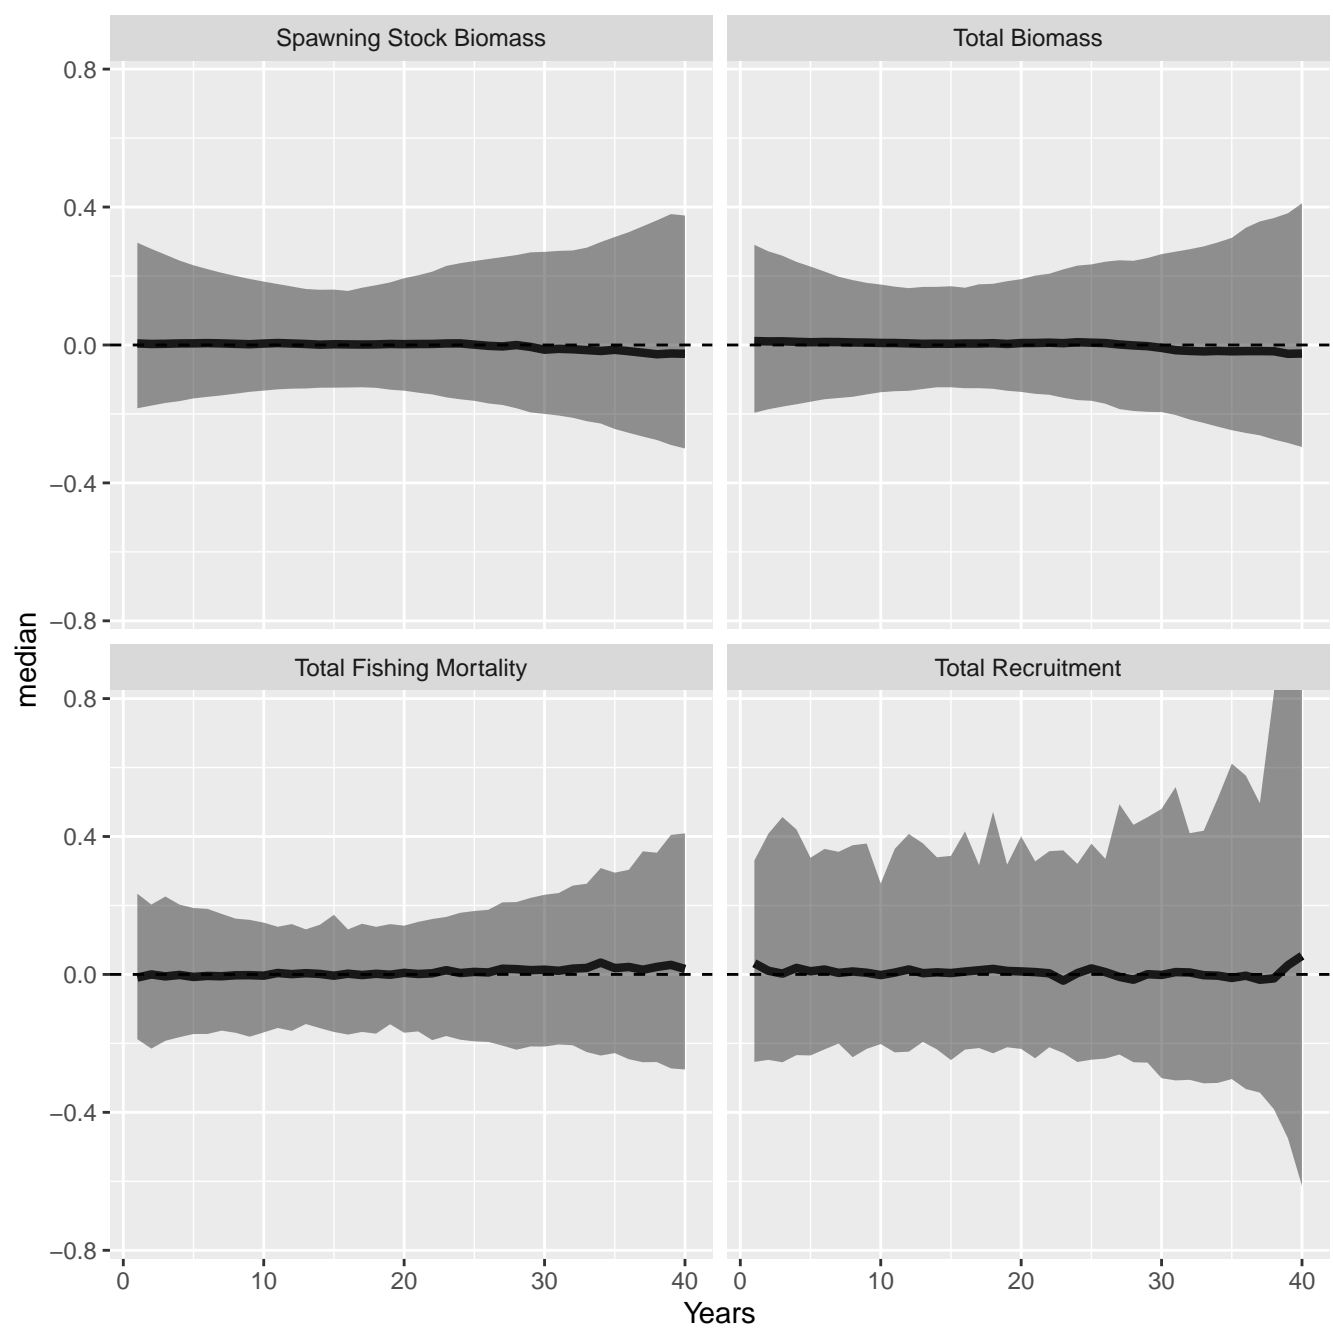 Spawning Stock Biomass
Total Biomass
0.8
0.4
0.0
−0.4
−0.8
median
Total Fishing Mortality
Total Recruitment
0.8
0.4
0.0
−0.4
−0.8
0 10 20 30 40
0 10 20 30 40
Years